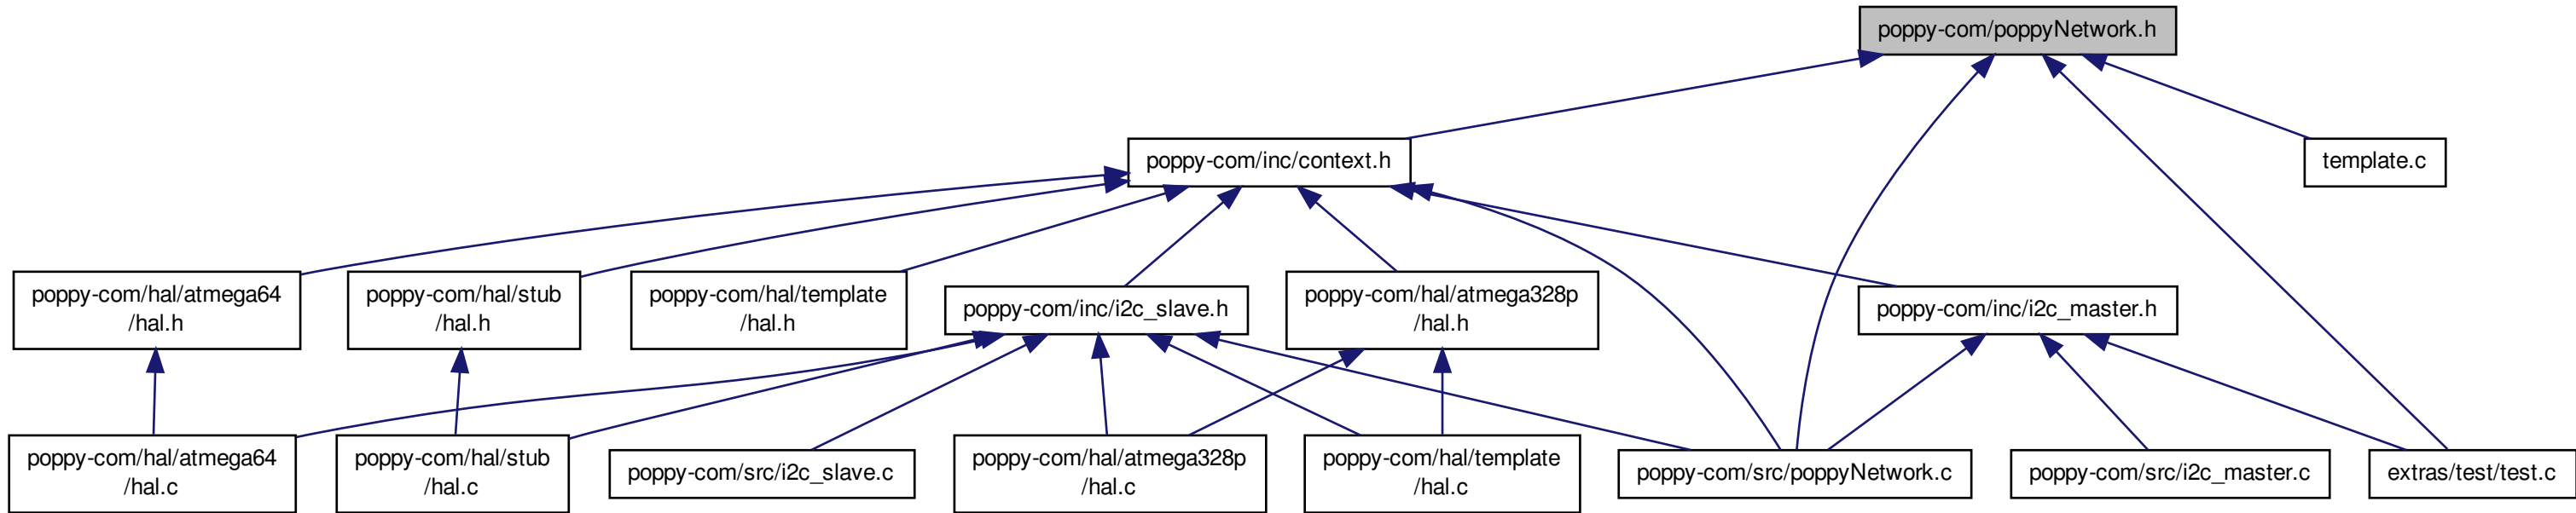 poppy-com/poppyNetwork.h
poppy-com/inc/context.h
template.c
poppy-com/hal/atmega64
/hal.h
poppy-com/hal/stub
/hal.h
poppy-com/hal/template
/hal.h
poppy-com/inc/i2c_slave.h
poppy-com/hal/atmega328p
/hal.h
poppy-com/inc/i2c_master.h
poppy-com/hal/atmega64
/hal.c
poppy-com/hal/stub
/hal.c
poppy-com/src/i2c_slave.c
poppy-com/hal/atmega328p
/hal.c
poppy-com/hal/template
/hal.c
poppy-com/src/poppyNetwork.c
poppy-com/src/i2c_master.c
extras/test/test.c